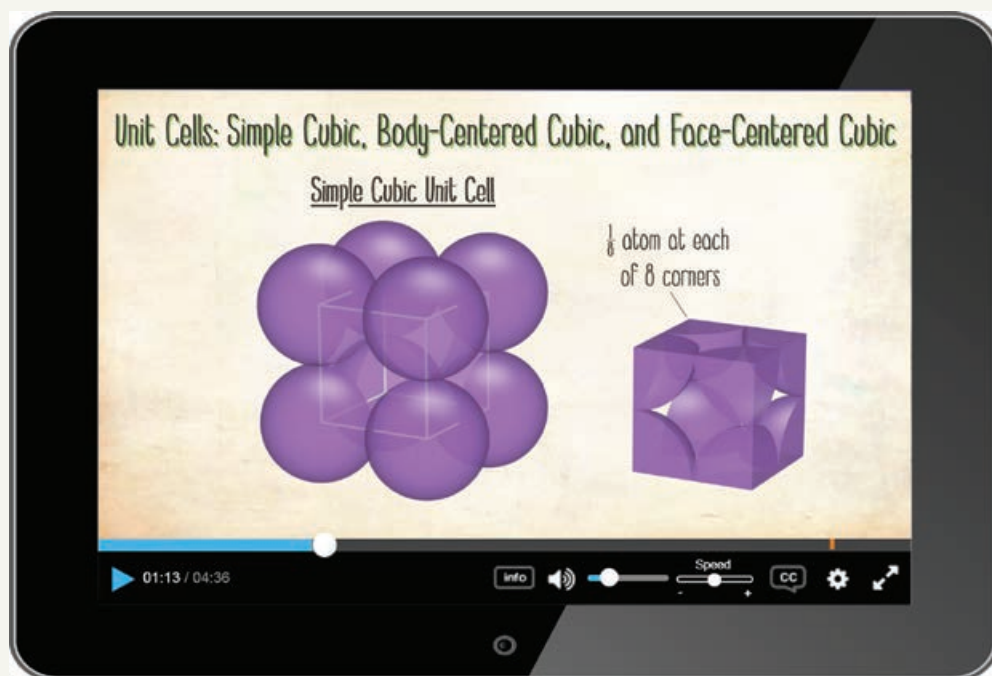 Unit Cells: Simple Cubic, Body-Centered Cubic, and Face-Centered Cubic
Simple Cubic Unit Cell
1/8 atom at each
of 8 corners
01:13 / 04:36
info
Speed
- +
CC